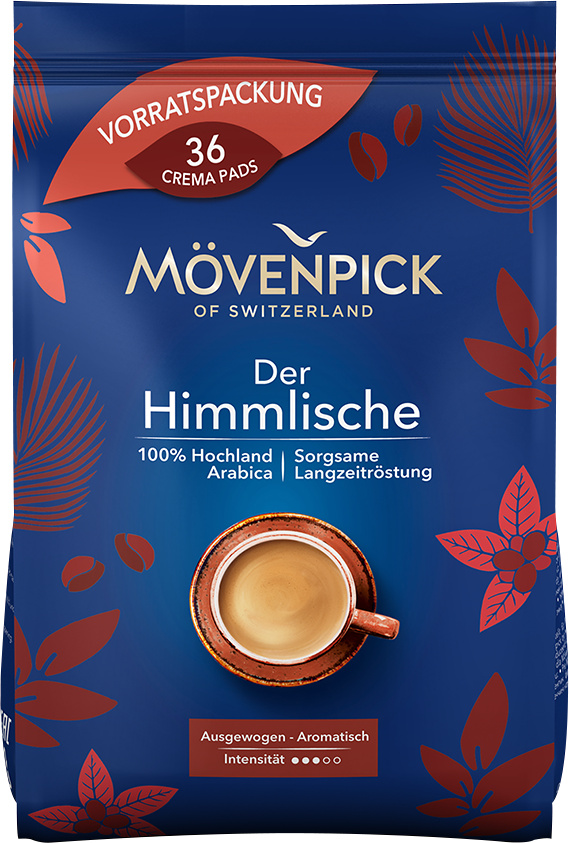 VORRATSPACKUNG
36
CREMA PADS
MÖVENPICK
OF SWITZERLAND
Der
Himmlische
100% Hochland Arabica
Sorgsame Langzeitröstung
Ausgewogen - Aromatisch
Intensität